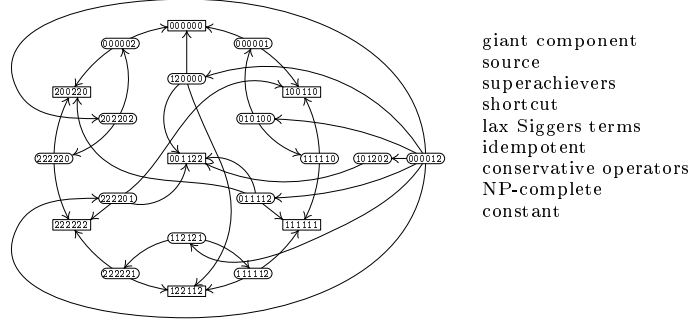 000000
000002
000001
120000
200220
100110
202202
010100
222220
001122
111110
101202
000012
222201
011112
222222
111111
112121
222221
111112
122112
giant component
source
superachievers
shortcut
lax Siggers terms
idempotent
conservative operators
NP-complete
constant